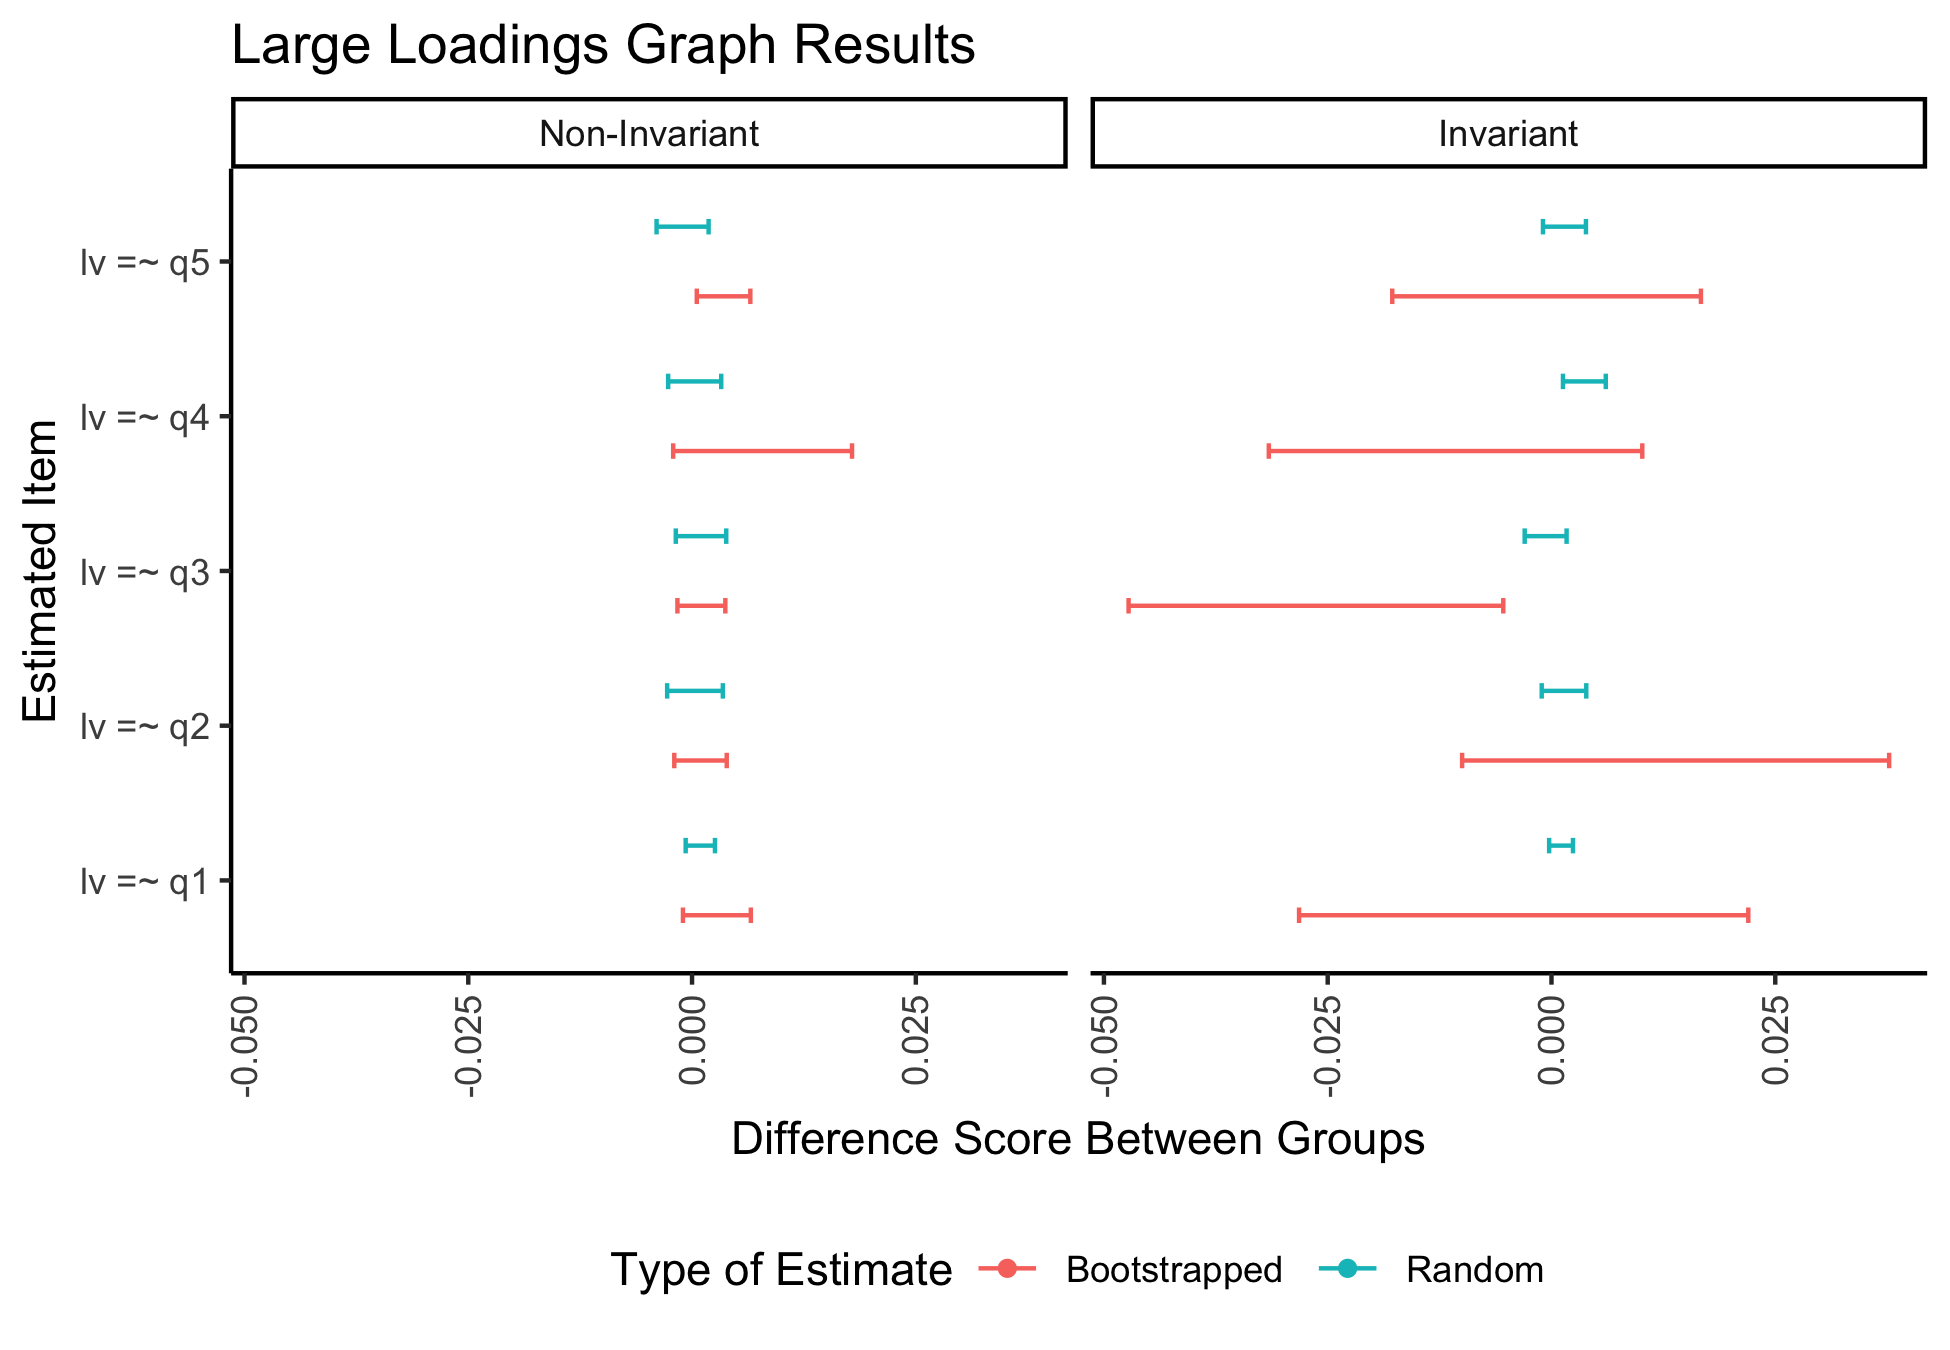 Large Loadings Graph Results
Non-Invariant
Invariant
Estimated Item
lv =~ q5
lv =~ q4
lv =~ q3
lv =~ q2
lv =~ q1
-0.050
-0.025
0.000
0.025
-0.050
-0.025
0.000
0.025
Difference Score Between Groups
Type of Estimate Bootstrapped Random